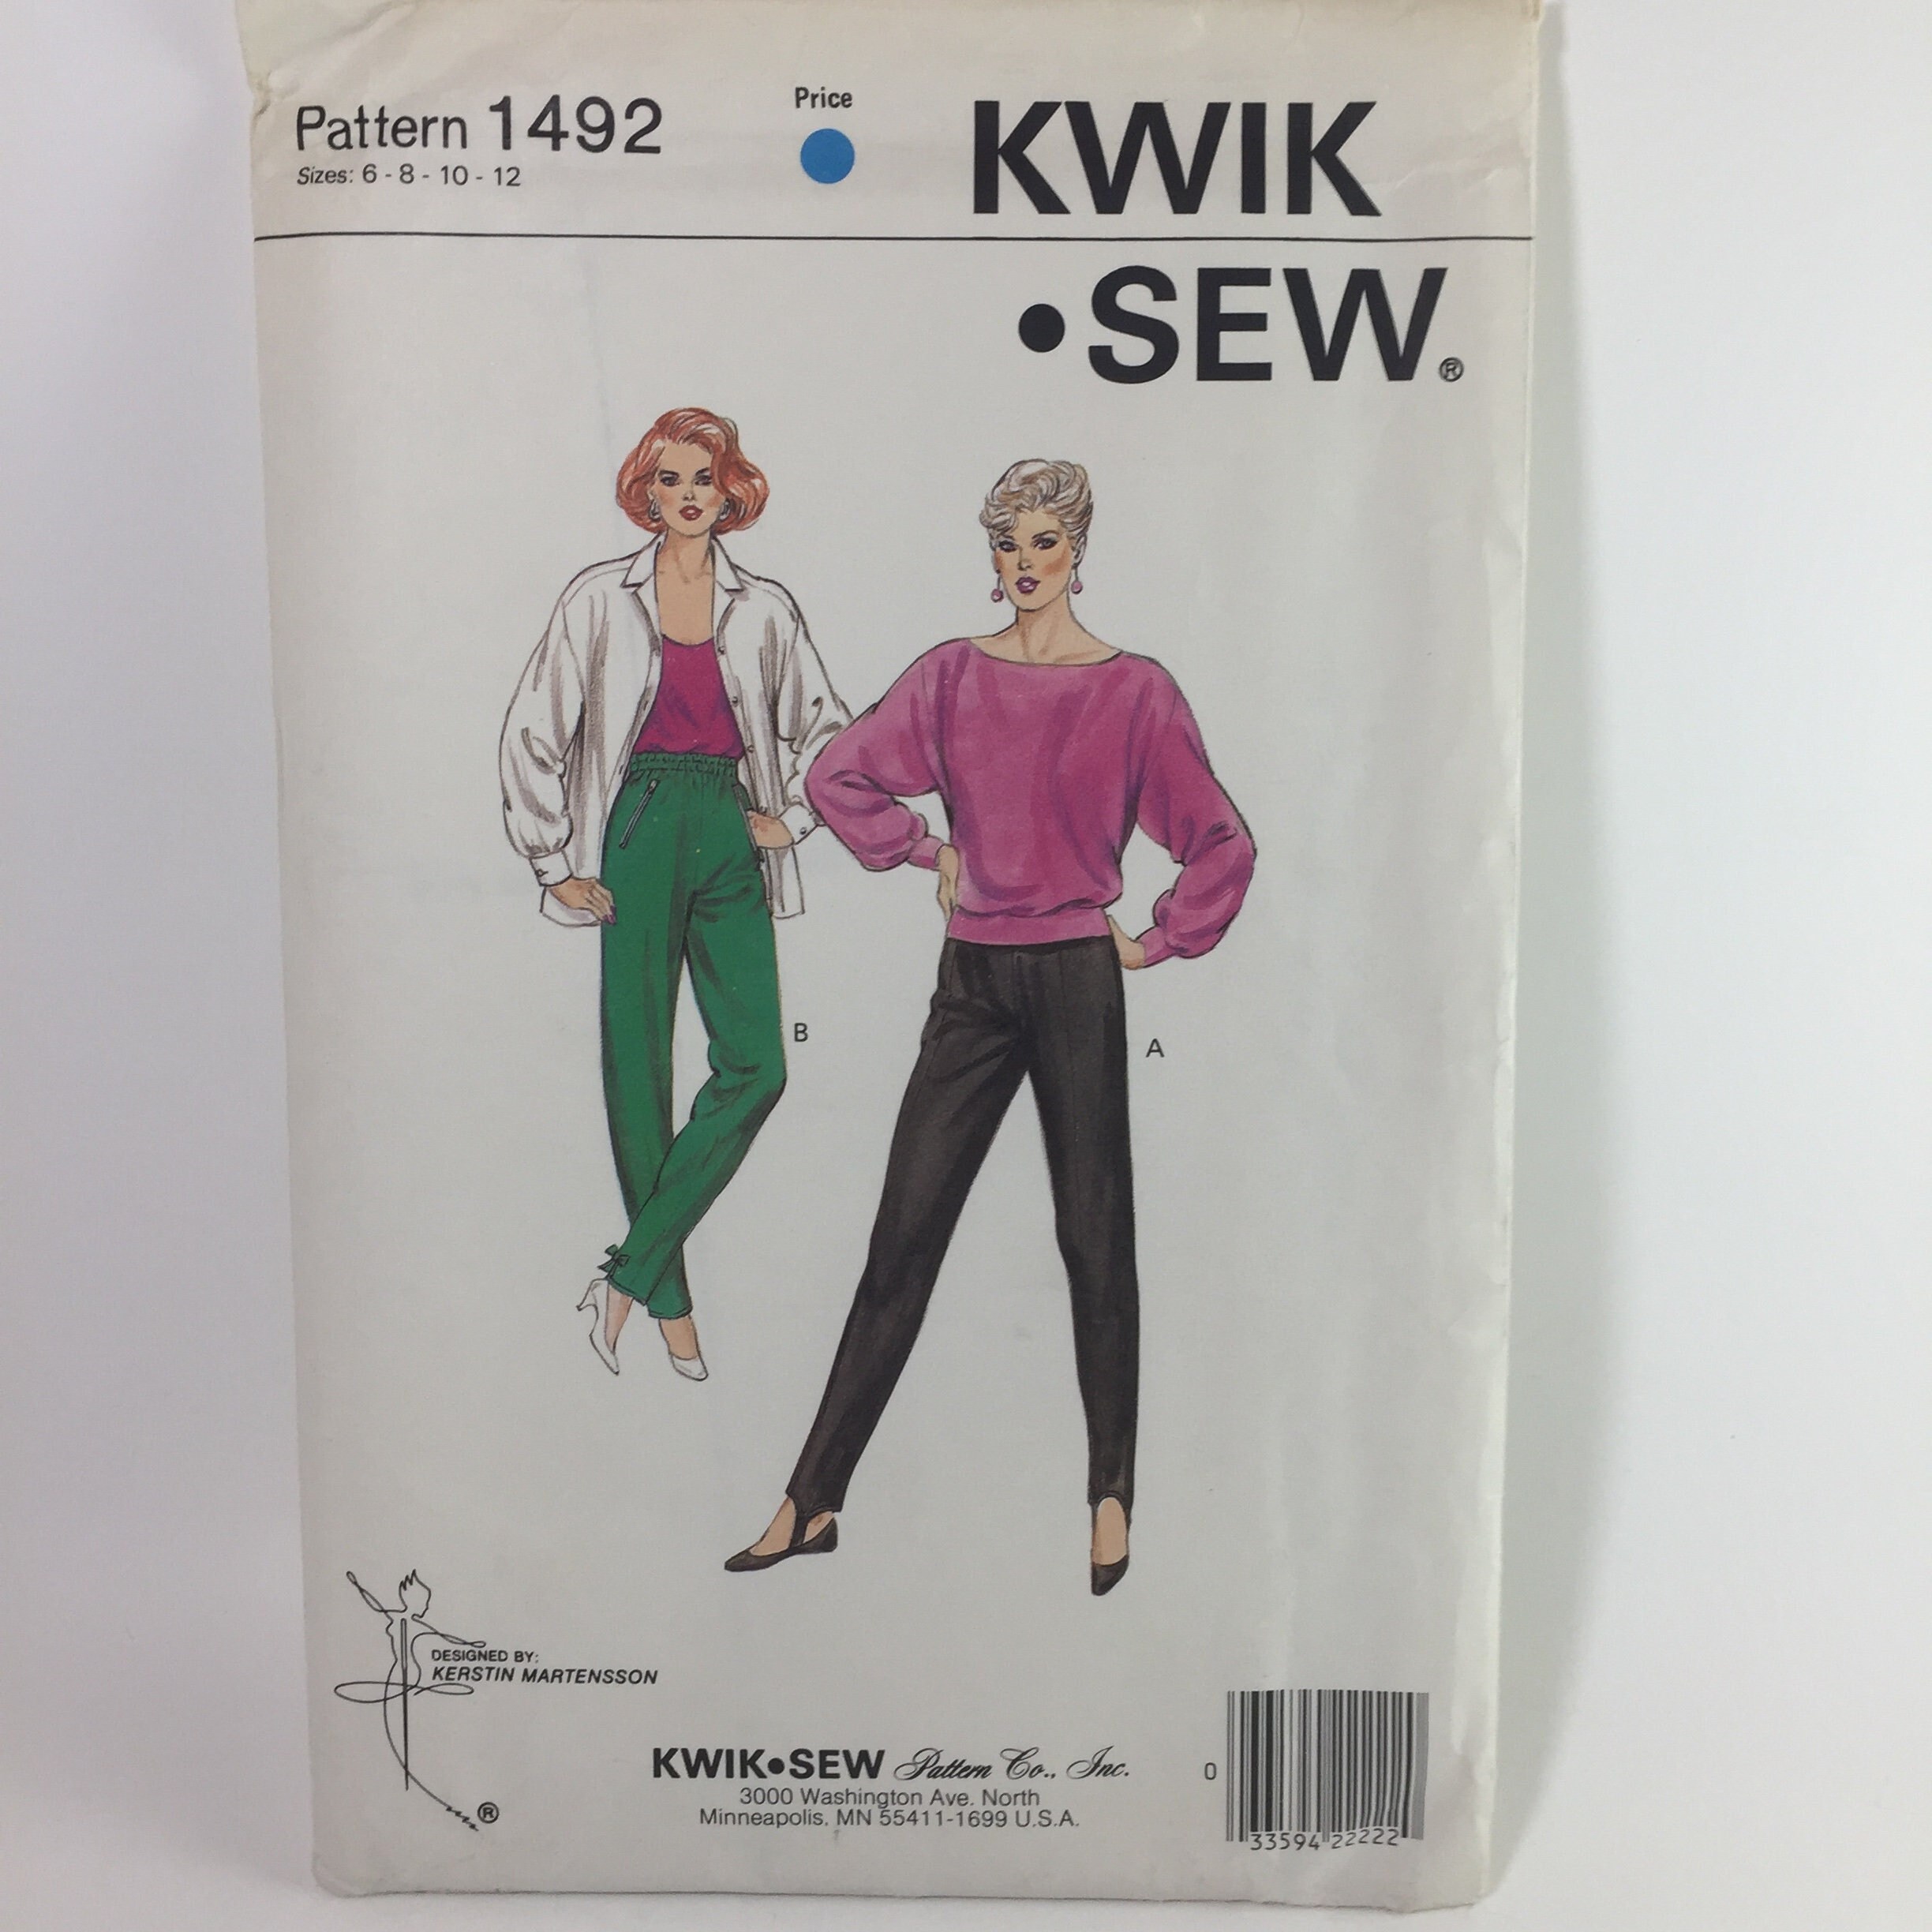 Pattern 1492
Sizes: 6 - 8 - 10 - 12
Price
KWIK
•SEW®
B
A
DESIGNED BY:
KERSTIN MARTENSSON
®
KWIK•SEW Pattern Co., Inc.
3000 Washington Ave. North
Minneapolis, MN 55411-1699 U.S.A.
0
33594 22222